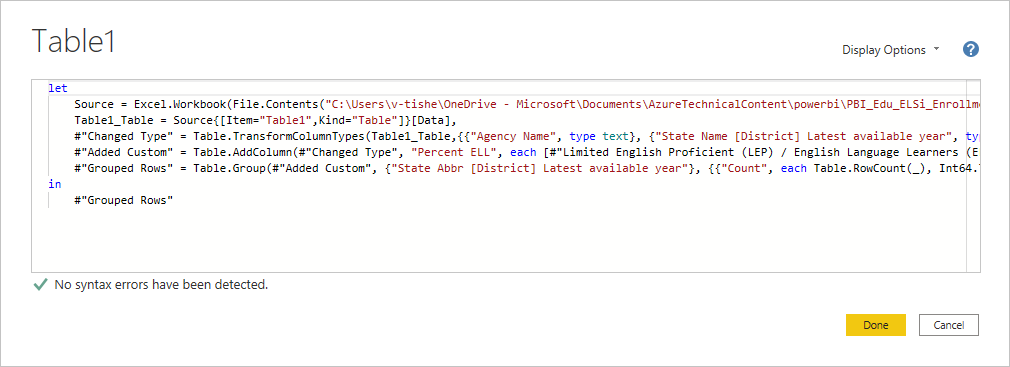 Table1
Display Options
?
let
Source = Excel.Workbook(File.Contents("C:\Users\v-tishe\OneDrive - Microsoft\Documents\AzureTechnicalContent\powerbi\PBI_Edu_ELSi_Enrollme
Table1_Table = Source{[Item="Table1",Kind="Table"]}[Data],
#"Changed Type" = Table.TransformColumnTypes(Table1_Table,{{"Agency Name", type text}, {"State Name [District] Latest available year", ty
#"Added Custom" = Table.AddColumn(#"Changed Type", "Percent ELL", each [#"Limited English Proficient (LEP) / English Language Learners (E
#"Grouped Rows" = Table.Group(#"Added Custom", {"State Abbr [District] Latest available year"}, {{"Count", each Table.RowCount(_), Int64.
in
#"Grouped Rows"
No syntax errors have been detected.
Done
Cancel